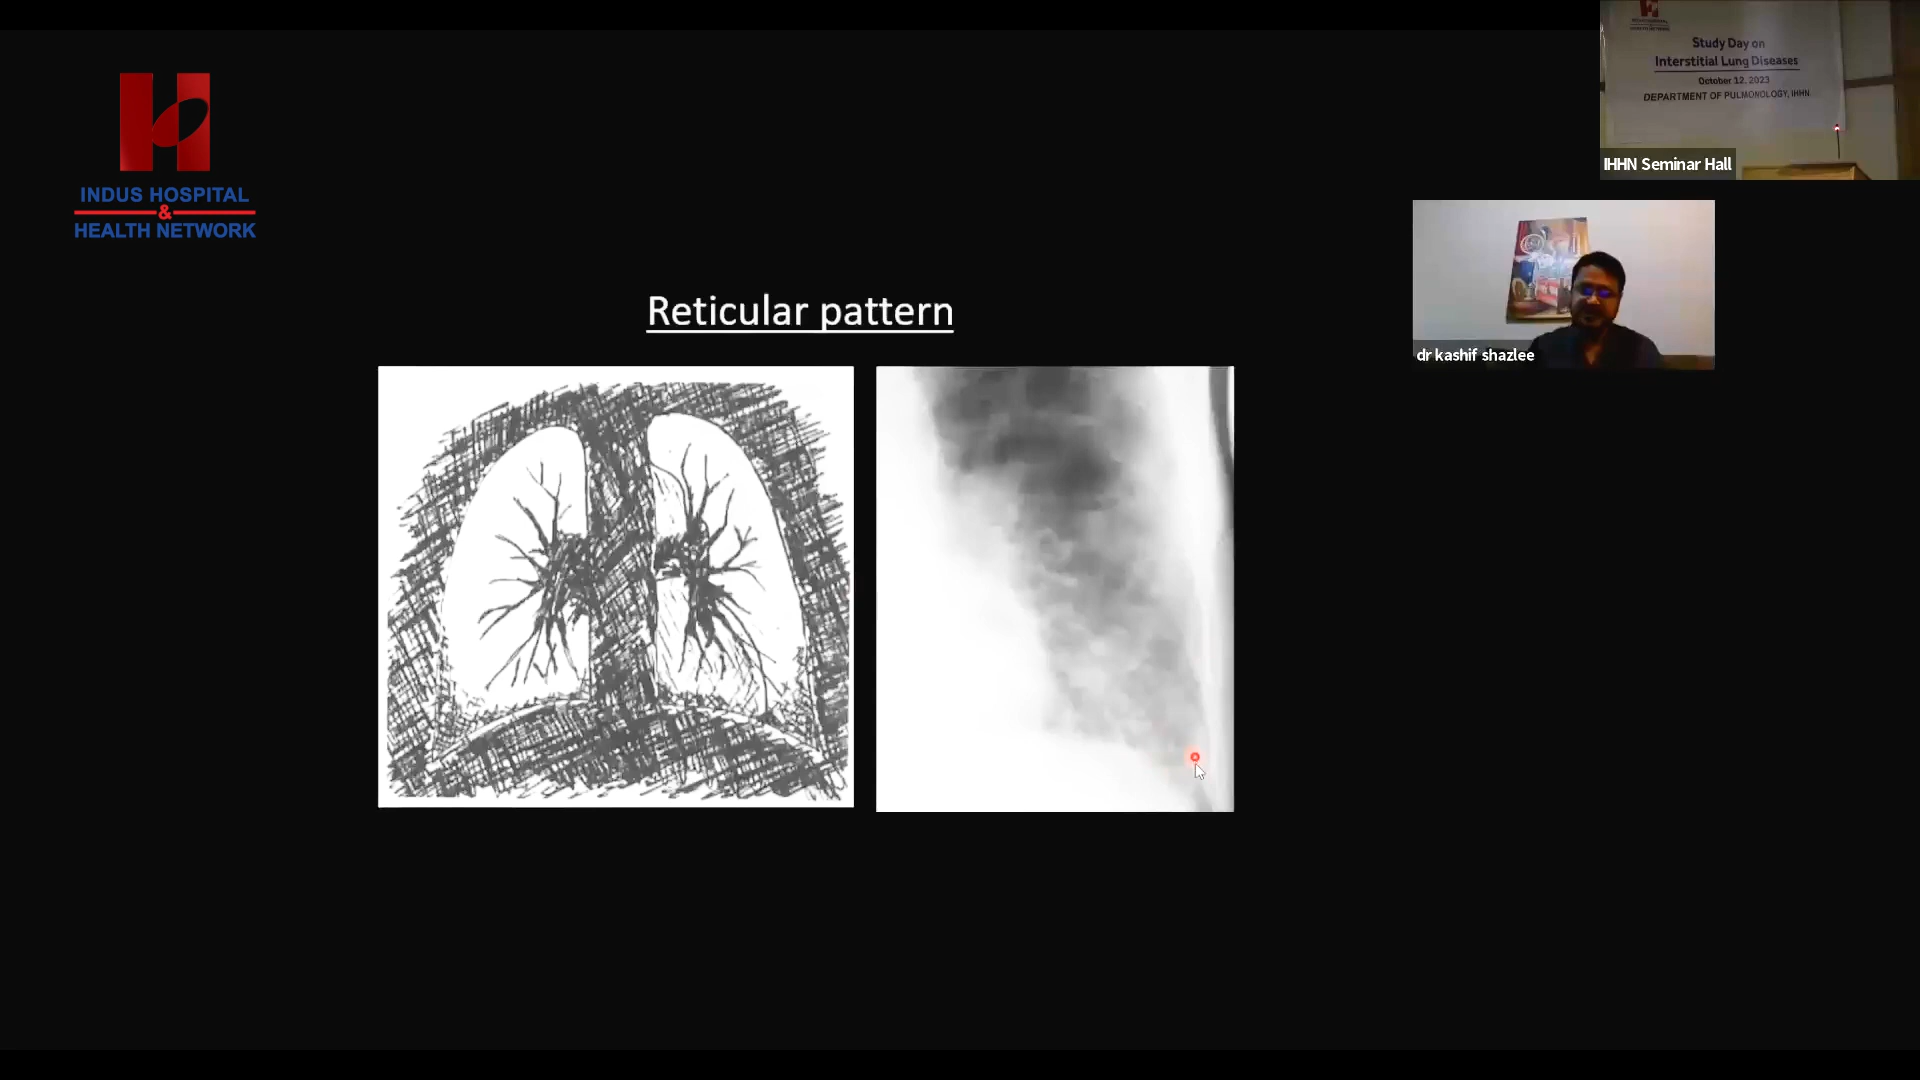 INDUS HOSPITAL
&
HEALTH NETWORK
Reticular pattern
Study Day on
Interstitial Lung Diseases
October 12, 2023
DEPARTMENT OF PULMONOLOGY, IHHN
IHHN Seminar Hall
dr kashif shazlee